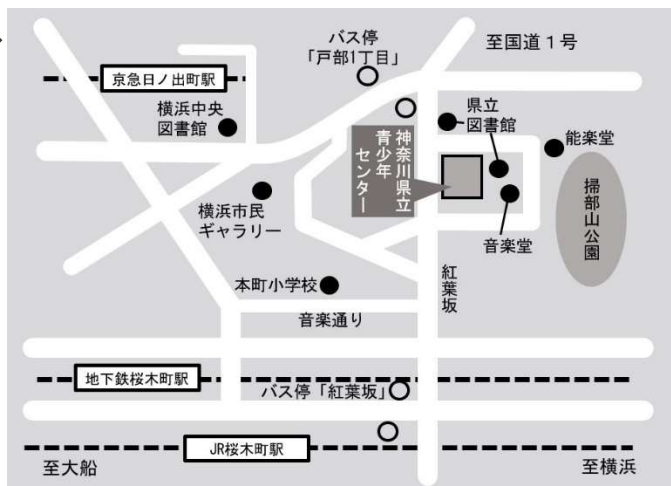 バス停
「戸部1丁目」
至国道1号
京急日ノ出町駅
横浜中央
図書館
県立
図書館
能楽堂
神奈川県立
青少年
センター
掃部山公園
横浜市民
ギャラリー
音楽堂
紅葉坂
本町小学校
音楽通り
地下鉄桜木町駅
バス停「紅葉坂」
JR桜木町駅
至大船
至横浜